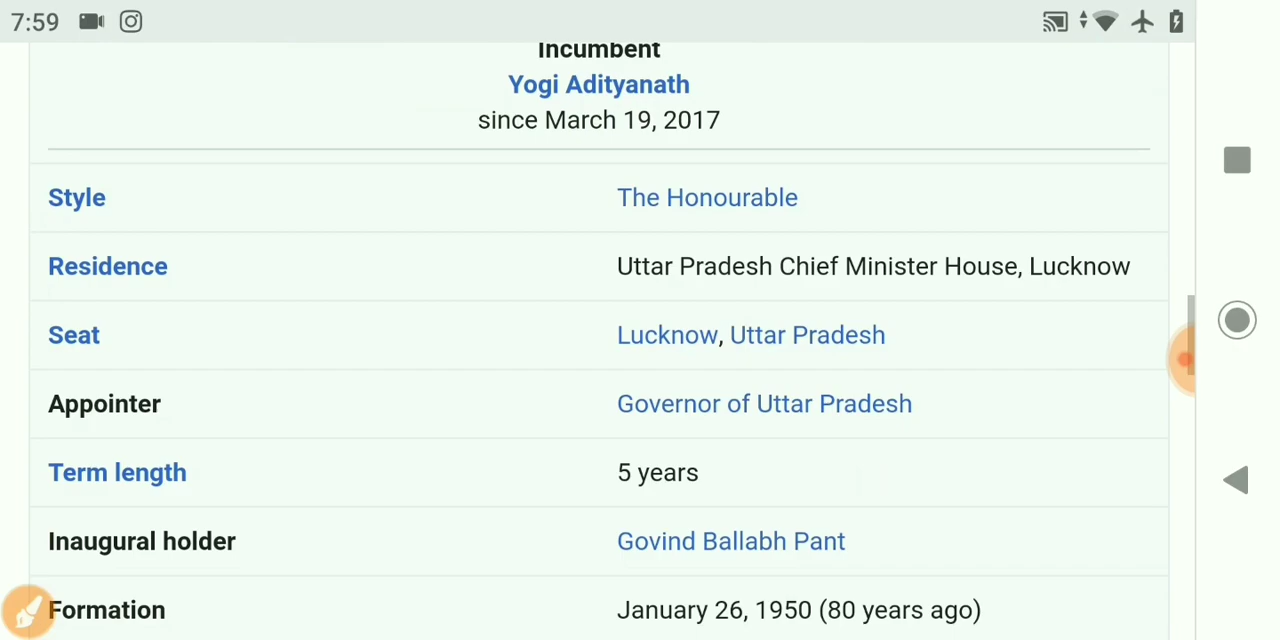 7:59
Incumbent
Yogi Adityanath
since March 19, 2017
Style The Honourable
Residence Uttar Pradesh Chief Minister House, Lucknow
Seat Lucknow, Uttar Pradesh
Appointer Governor of Uttar Pradesh
Term length 5 years
Inaugural holder Govind Ballabh Pant
Formation January 26, 1950 (80 years ago)